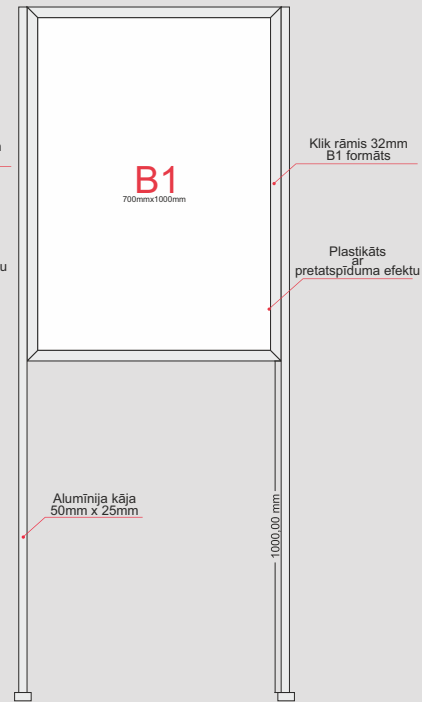 Klik rāmis 32mm
B1 formāts
B1
700mmx1000mm
Plastikāts
ar
pretatspīduma efektu
Alumīnija kāja
50mm x 25mm
1000,00 mm